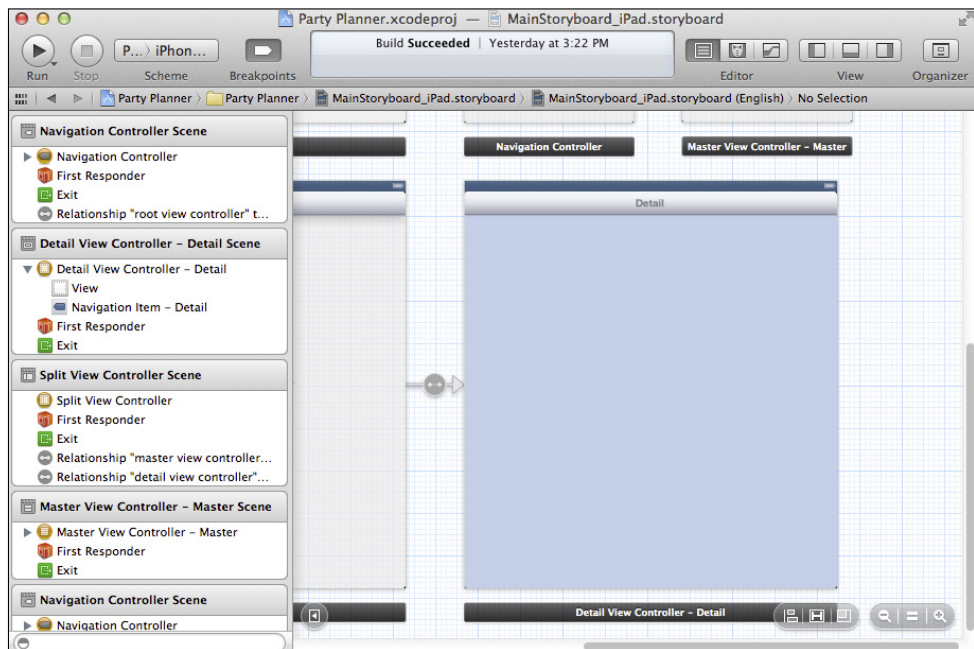 Party Planner.xcodeproj — MainStoryboard_iPad.storyboard
P... iPhon...
Build Succeeded | Yesterday at 3:22 PM
Run Stop Scheme Breakpoints Editor View Organizer
Party Planner Party Planner MainStoryboard_iPad.storyboard MainStoryboard_iPad.storyboard (English) No Selection
Navigation Controller Scene
Navigation Controller
First Responder
Exit
Relationship "root view controller" t...
Detail View Controller – Detail Scene
Detail View Controller – Detail
View
Navigation Item – Detail
First Responder
Exit
Split View Controller Scene
Split View Controller
First Responder
Exit
Relationship "master view controller...
Relationship "detail view controller"...
Master View Controller – Master Scene
Master View Controller – Master
First Responder
Exit
Navigation Controller Scene
Navigation Controller
Navigation Controller
Master View Controller – Master
Detail
Detail View Controller – Detail